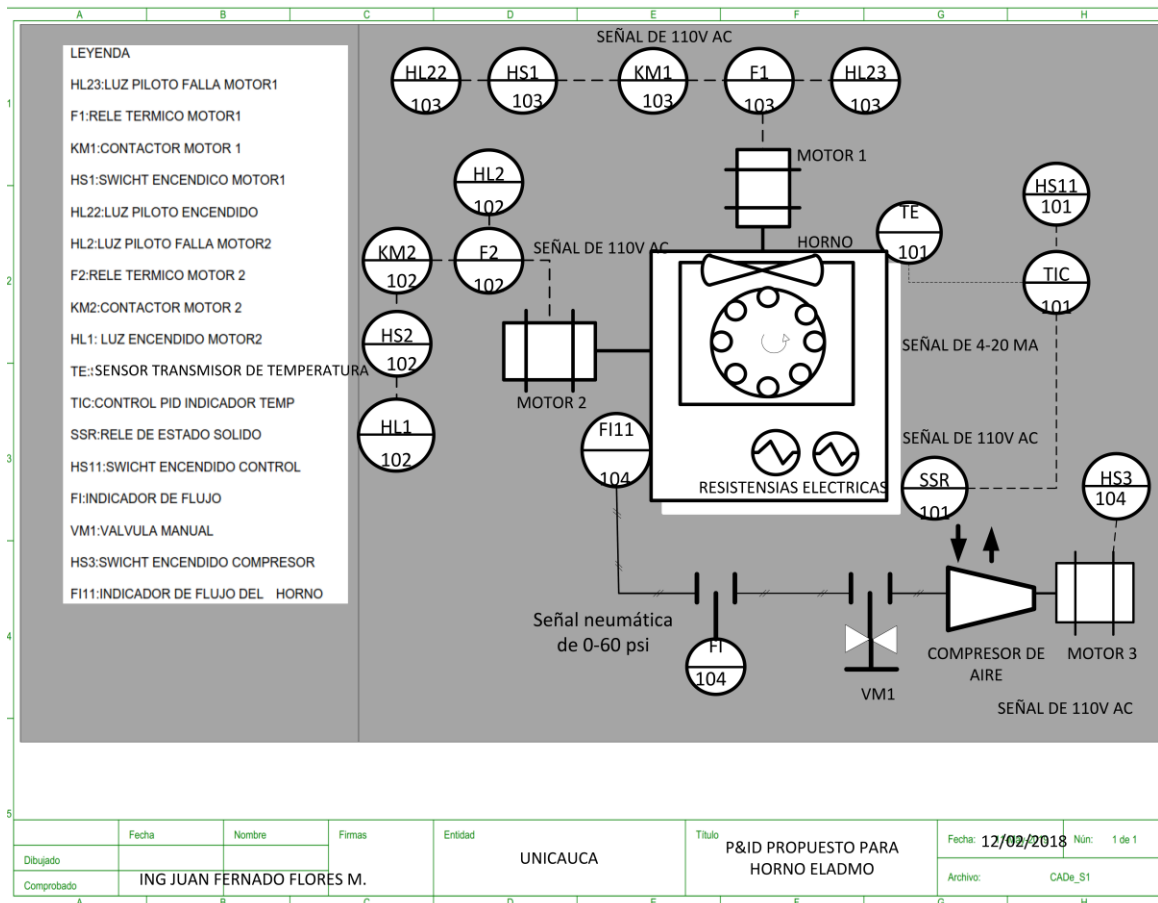 A B C D E F G H
1
2
3
4
5
LEYENDA
HL23:LUZ PILOTO FALLA MOTOR1
F1:RELE TERMICO MOTOR1
KM1:CONTACTOR MOTOR 1
HS1:SWICHT ENCENDICO MOTOR1
HL22:LUZ PILOTO ENCENDIDO
HL2:LUZ PILOTO FALLA MOTOR2
F2:RELE TERMICO MOTOR 2
KM2:CONTACTOR MOTOR 2
HL1: LUZ ENCENDIDO MOTOR2
TE::SENSOR TRANSMISOR DE TEMPERATURA
TIC:CONTROL PID INDICADOR TEMP
SSR:RELE DE ESTADO SOLIDO
HS11:SWICHT ENCENDIDO CONTROL
FI:INDICADOR DE FLUJO
VM1:VALVULA MANUAL
HS3:SWICHT ENCENDIDO COMPRESOR
FI11:INDICADOR DE FLUJO DEL HORNO
SEÑAL DE 110V AC
HL22
103
HS1
103
KM1
103
F1
103
HL23
103
MOTOR 1
HL2
102
KM2
102
F2
102
SEÑAL DE 110V AC
HORNO
TE
101
HS11
101
TIC
101
HS2
102
MOTOR 2
SEÑAL DE 4-20 MA
HL1
102
FI11
104
SEÑAL DE 110V AC
RESISTENSIAS ELECTRICAS
SSR
101
HS3
104
Señal neumática
de 0-60 psi
FI
104
VM1
COMPRESOR DE
AIRE
MOTOR 3
SEÑAL DE 110V AC
Fecha
Nombre
Firmas
Entidad
UNICAUCA
Título
P&ID PROPUESTO PARA
HORNO ELADMO
Fecha: 12/02/2018
Nún: 1 de 1
Dibujado
Comprobado
ING JUAN FERNADO FLORES M.
Archivo: CADe_S1
A B C D E F G H